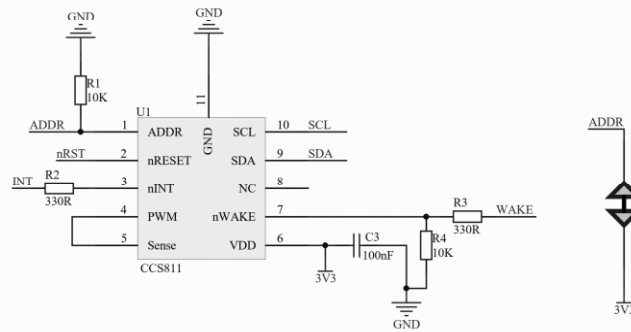 GND
GND
R1
10K
U1
11
ADDR
1
ADDR
GND
SCL
10
SCL
ADDR
nRST
2
nRESET
SDA
9
SDA
INT
R2
330R
3
nINT
NC
8
4
PWM
nWAKE
7
R3
330R
WAKE
5
Sense
VDD
6
C3
100nF
R4
10K
CCS811
3V3
GND